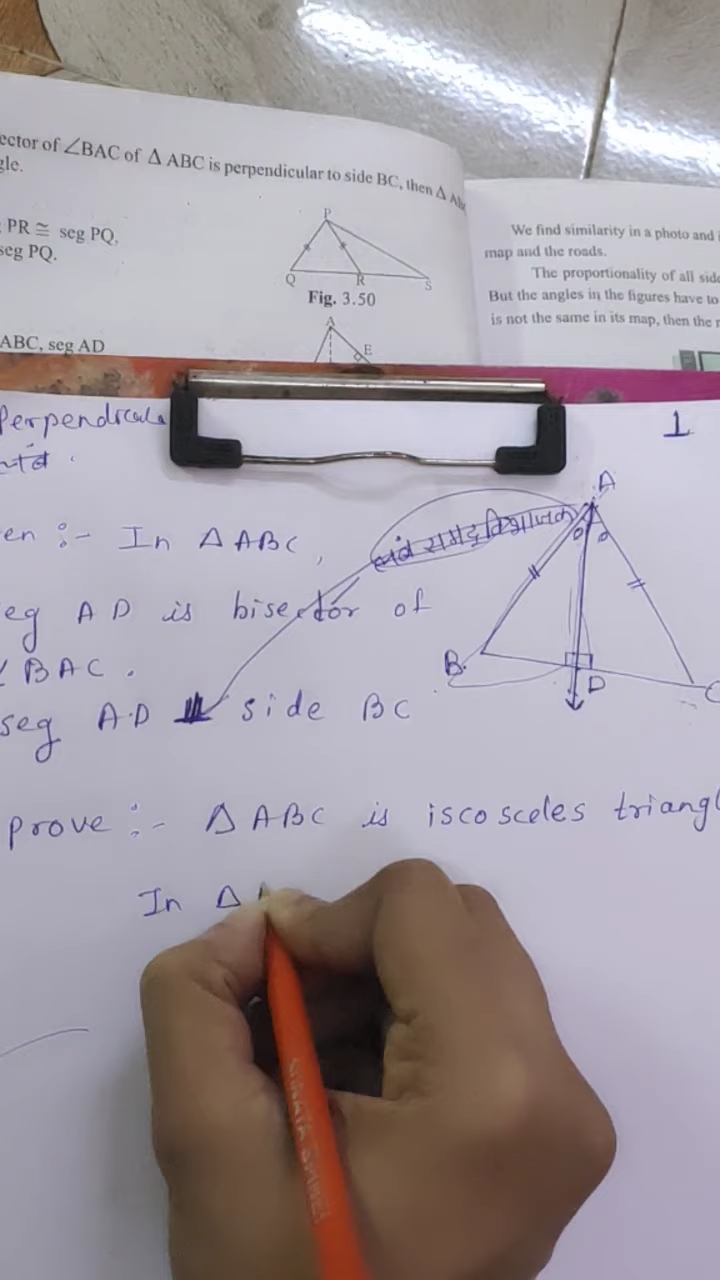 ector of ∠BAC of Δ ABC is perpendicular to side BC, then Δ
gle.
PR ≅ seg PQ,
seg PQ.
P
Q
R
S
Fig. 3.50
ABC, seg AD
A
E
We find similarity in a photo and
map and the roads.
The proportionality of all side
But the angles in the figures have to
is not the same in its map, then the
Perpendicula
1
en :- In Δ ABC,
eg AD is bisector of
∠ BAC.
seg A.D side BC
A
B
D
C
prove :- Δ ABC is iscosceles triangl
In Δ